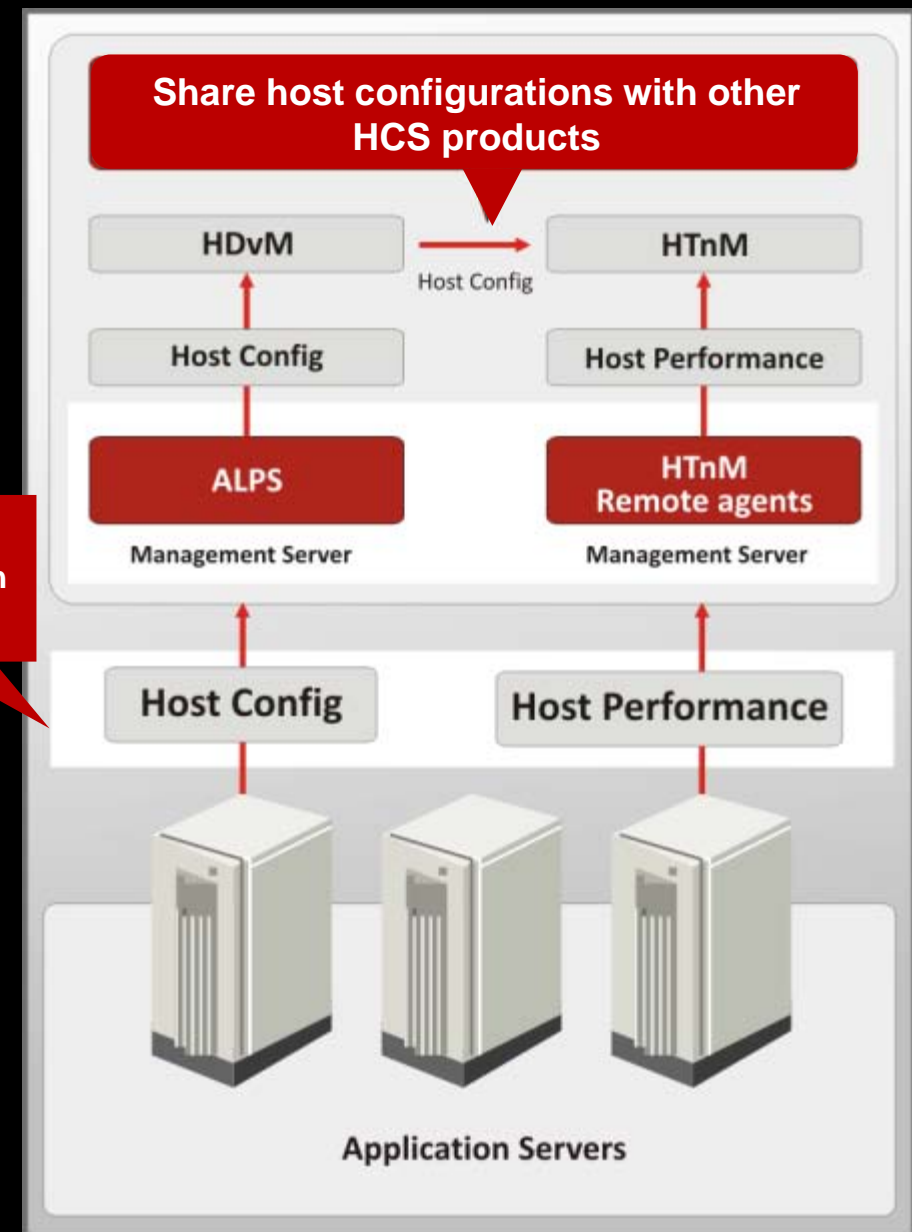 Share host configurations with other
HCS products
HDvM
HTnM
Host Config
Host Config
Host Performance
ALPS
HTnM
Remote agents
Management Server
Management Server
Host Config
Host Performance
Application Servers